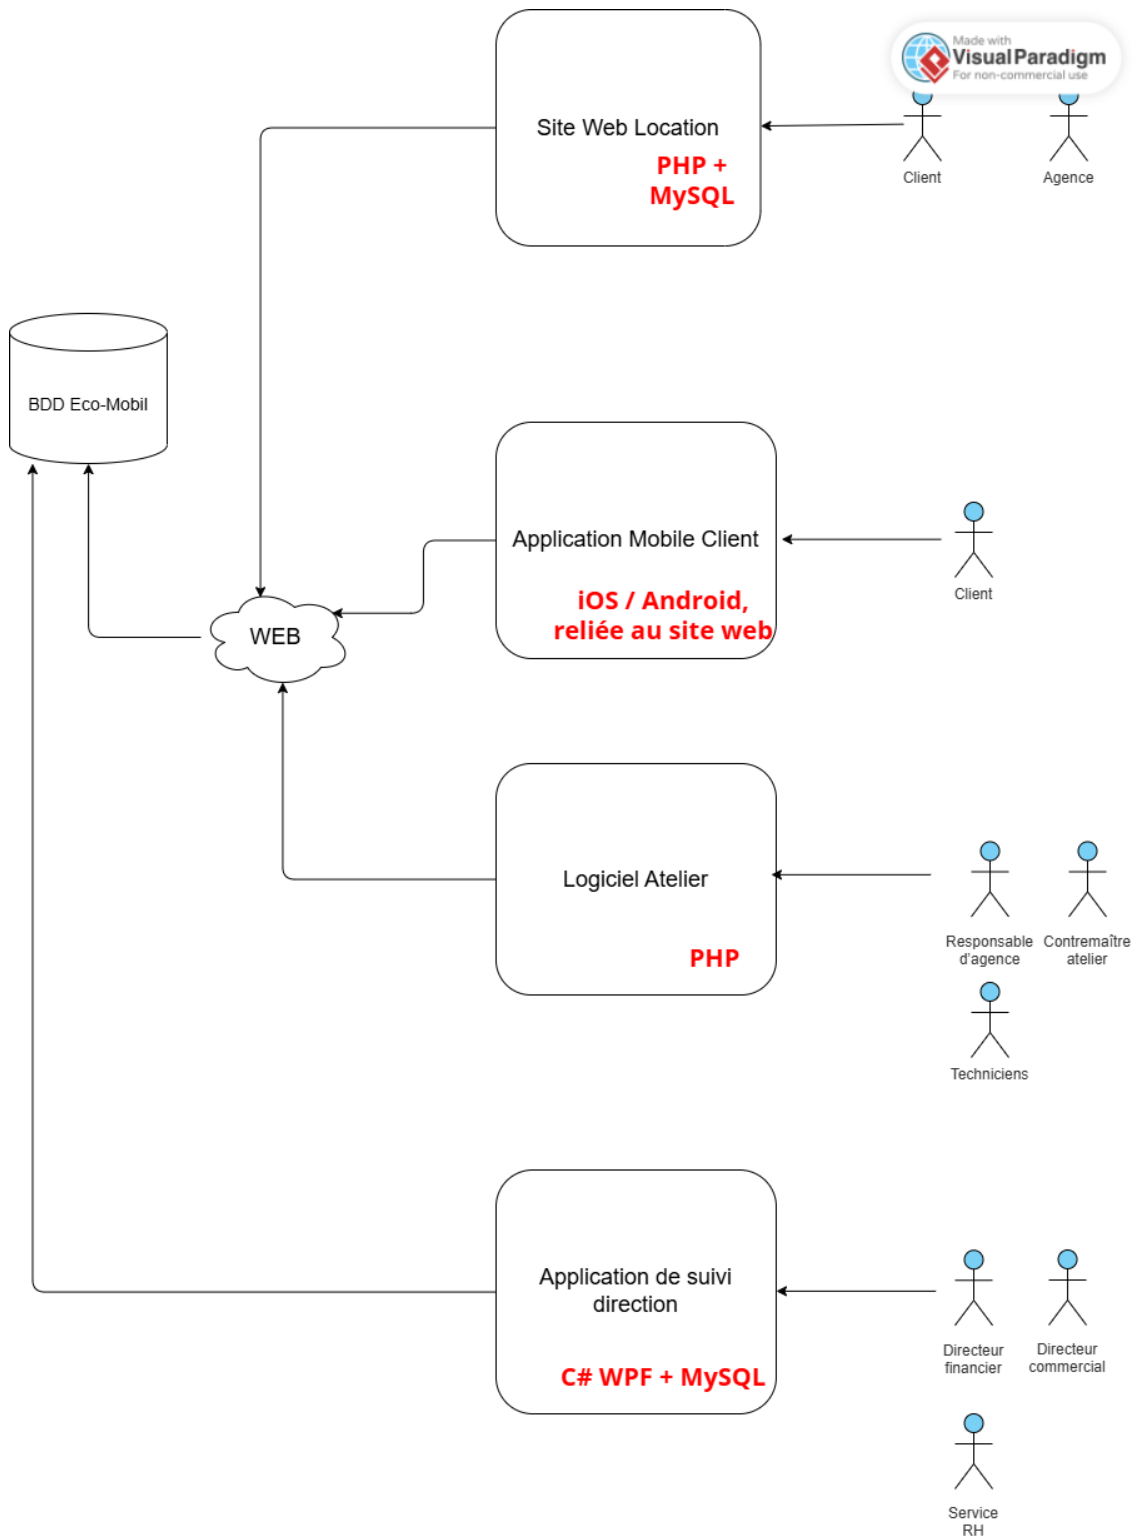 Made with
Visual Paradigm
For non-commercial use
Site Web Location
PHP +
MySQL
Client
Agence
BDD Eco-Mobil
Application Mobile Client
iOS / Android,
reliée au site web
Client
WEB
Logiciel Atelier
PHP
Responsable
d'agence
Contremaître
atelier
Techniciens
Application de suivi
direction
C# WPF + MySQL
Directeur
financier
Directeur
commercial
Service
RH